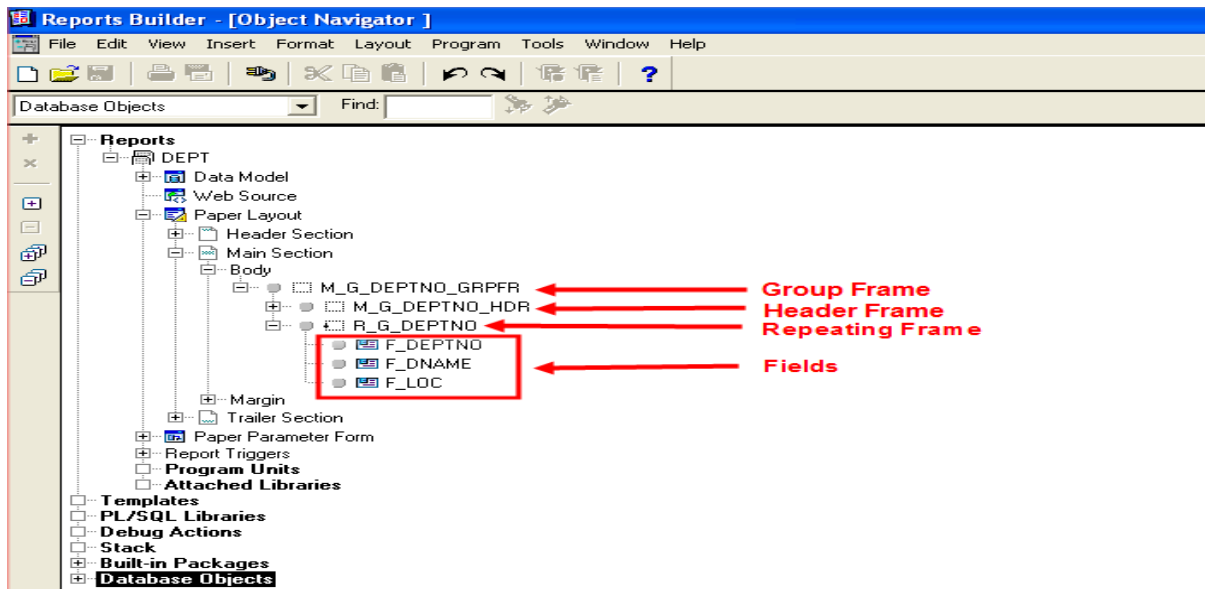 Reports Builder - [Object Navigator ]
File Edit View Insert Format Layout Program Tools Window Help
?
Database Objects Find:
Reports
DEPT
Data Model
Web Source
Paper Layout
Header Section
Main Section
Body
M_G_DEPTNO_GRPFR Group Frame
M_G_DEPTNO_HDR Header Frame
R_G_DEPTNO Repeating Frame
F_DEPTNO
F_DNAME Fields
F_LOC
Margin
Trailer Section
Paper Parameter Form
Report Triggers
Program Units
Attached Libraries
Templates
PL/SQL Libraries
Debug Actions
Stack
Built-in Packages
Database Objects